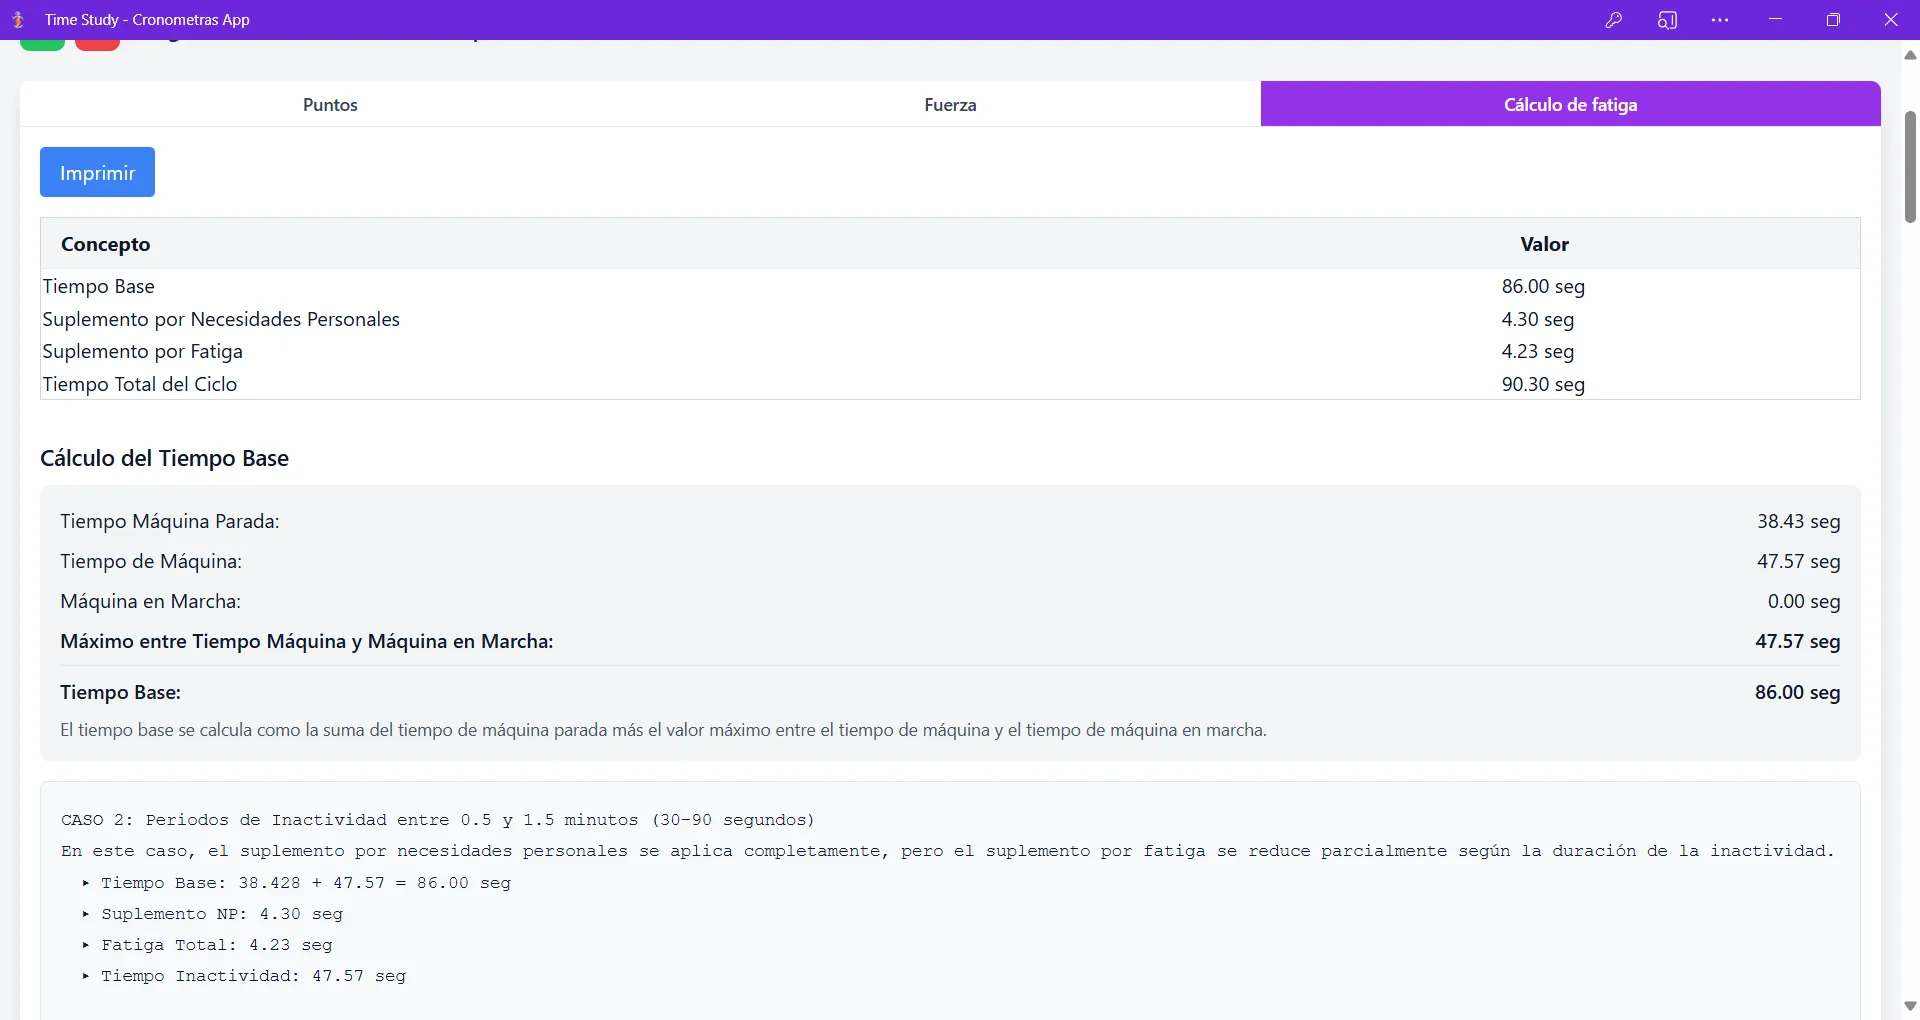 Time Study - Cronometras App
Puntos Fuerza Cálculo de fatiga
Imprimir
Concepto Valor
Tiempo Base 86.00 seg
Suplemento por Necesidades Personales 4.30 seg
Suplemento por Fatiga 4.23 seg
Tiempo Total del Ciclo 90.30 seg
Cálculo del Tiempo Base
Tiempo Máquina Parada: 38.43 seg
Tiempo de Máquina: 47.57 seg
Máquina en Marcha: 0.00 seg
Máximo entre Tiempo Máquina y Máquina en Marcha: 47.57 seg
Tiempo Base: 86.00 seg
El tiempo base se calcula como la suma del tiempo de máquina parada más el valor máximo entre el tiempo de máquina y el tiempo de máquina en marcha.
CASO 2: Periodos de Inactividad entre 0.5 y 1.5 minutos (30-90 segundos)
En este caso, el suplemento por necesidades personales se aplica completamente, pero el suplemento por fatiga se reduce parcialmente según la duración de la inactividad.
‣ Tiempo Base: 38.428 + 47.57 = 86.00 seg
‣ Suplemento NP: 4.30 seg
‣ Fatiga Total: 4.23 seg
‣ Tiempo Inactividad: 47.57 seg